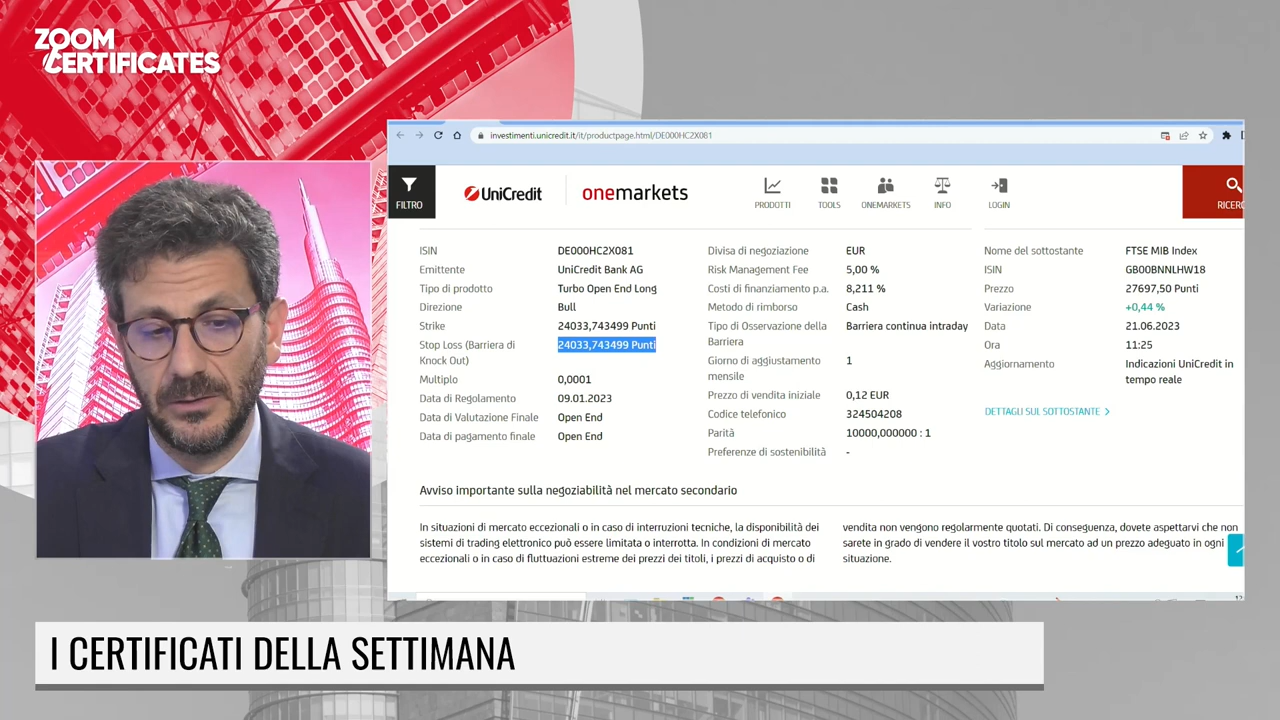 ZOOM
CERTIFICATES
investimenti.unicredit.it/it/productpage.html/DE000HC2X081
FILTRO
UniCredit
onemarkets
PRODOTTI
TOOLS
ONEMARKETS
INFO
LOGIN
RICERC
ISIN DE000HC2X081
Emittente UniCredit Bank AG
Tipo di prodotto Turbo Open End Long
Direzione Bull
Strike 24033,743499 Punti
Stop Loss (Barriera di 24033,743499 Punti
Knock Out)
Multiplo 0,0001
Data di Regolamento 09.01.2023
Data di Valutazione Finale Open End
Data di pagamento finale Open End
Divisa di negoziazione EUR
Risk Management Fee 5,00 %
Costi di finanziamento p.a. 8,211 %
Metodo di rimborso Cash
Tipo di Osservazione della Barriera continua intraday
Barriera
Giorno di aggiustamento 1
mensile
Prezzo di vendita iniziale 0,12 EUR
Codice telefonico 324504208
Parità 10000,000000 : 1
Preferenze di sostenibilità -
Nome del sottostante FTSE MIB Index
ISIN GB00BNNLHW18
Prezzo 27697,50 Punti
Variazione +0,44 %
Data 21.06.2023
Ora 11:25
Aggiornamento Indicazioni UniCredit in
tempo reale
DETTAGLI SUL SOTTOSTANTE
Avviso importante sulla negoziabilità nel mercato secondario
In situazioni di mercato eccezionali o in caso di interruzioni tecniche, la disponibilità dei
sistemi di trading elettronico può essere limitata o interrotta. In condizioni di mercato
eccezionali o in caso di fluttuazioni estreme dei prezzi dei titoli, i prezzi di acquisto o di
vendita non vengono regolarmente quotati. Di conseguenza, dovete aspettarvi che non
sarete in grado di vendere il vostro titolo sul mercato ad un prezzo adeguato in ogni
situazione.
I CERTIFICATI DELLA SETTIMANA